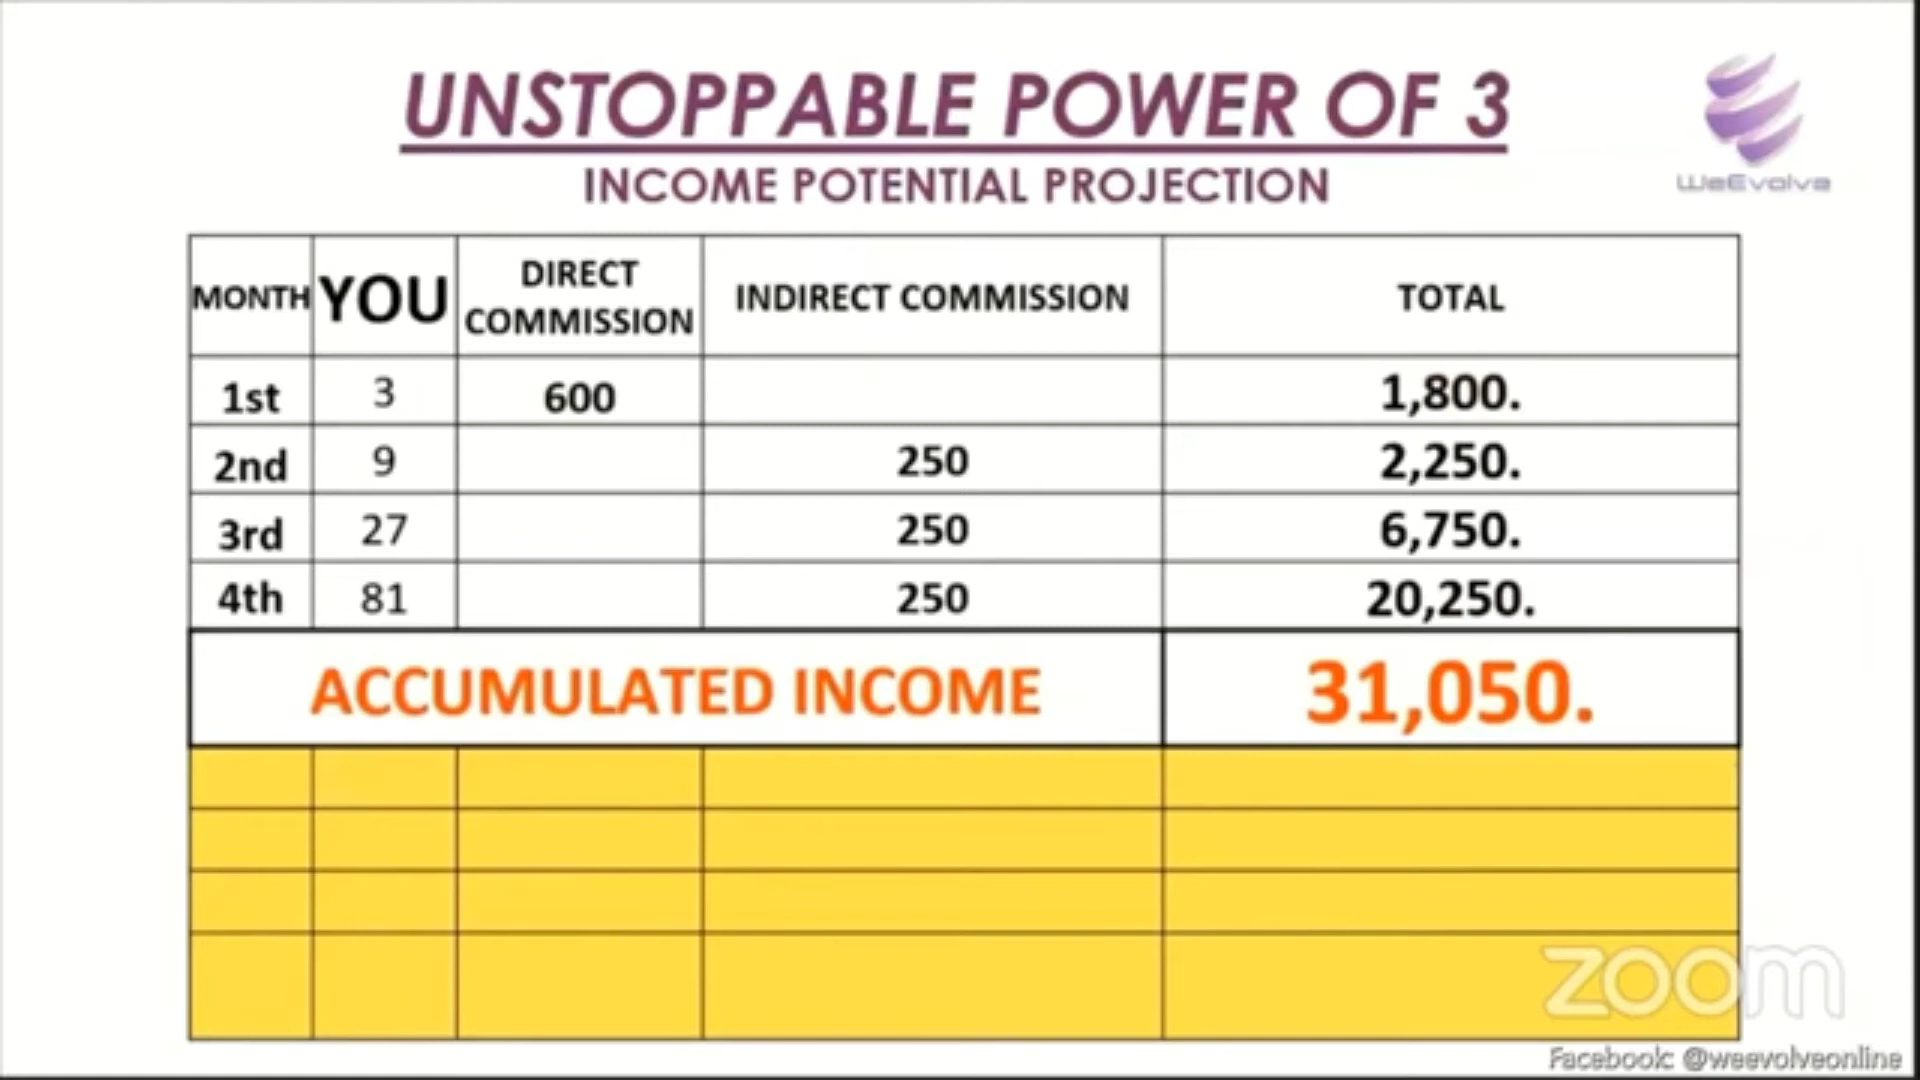 UNSTOPPABLE POWER OF 3
INCOME POTENTIAL PROJECTION
WeEvolve
MONTH YOU DIRECT COMMISSION INDIRECT COMMISSION TOTAL
1st 3 600 1,800.
2nd 9 250 2,250.
3rd 27 250 6,750.
4th 81 250 20,250.
ACCUMULATED INCOME 31,050.
zoom
Facebook: @weevolveonline